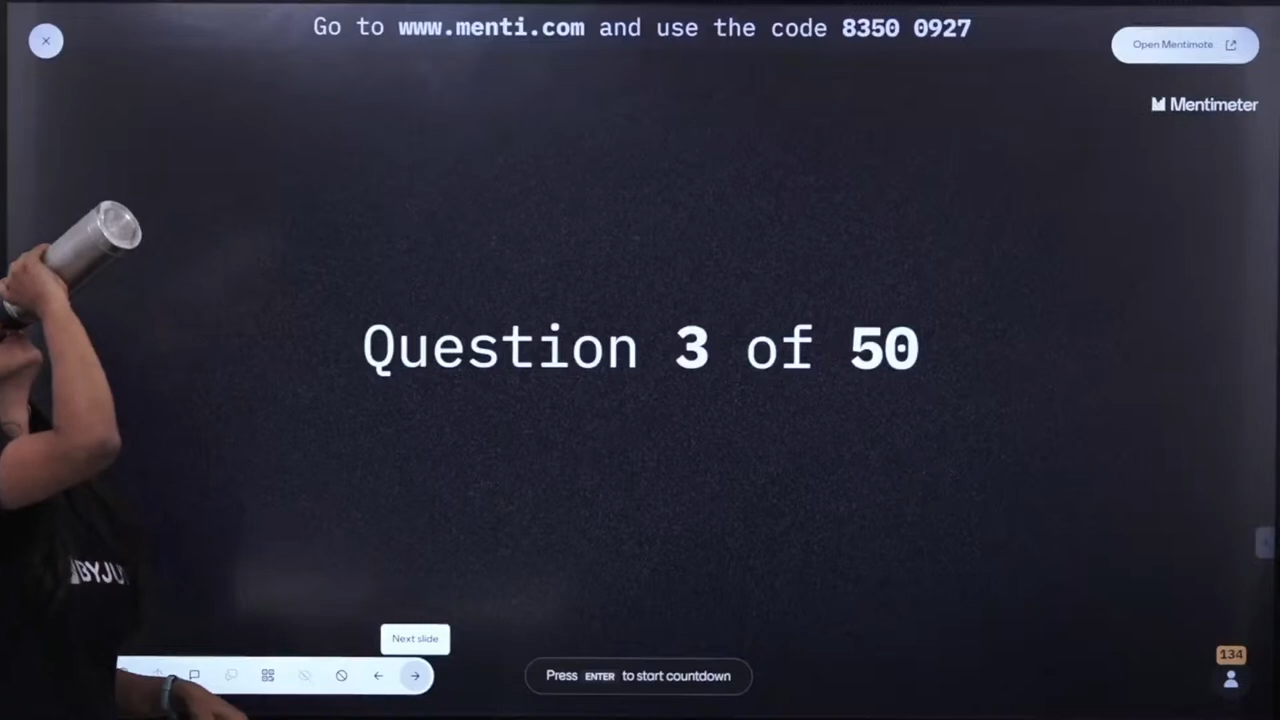 Go to www.menti.com and use the code 8350 0927
Open Mentimote
Mentimeter
Question 3 of 50
BYJU
Next slide
Press ENTER to start countdown
134